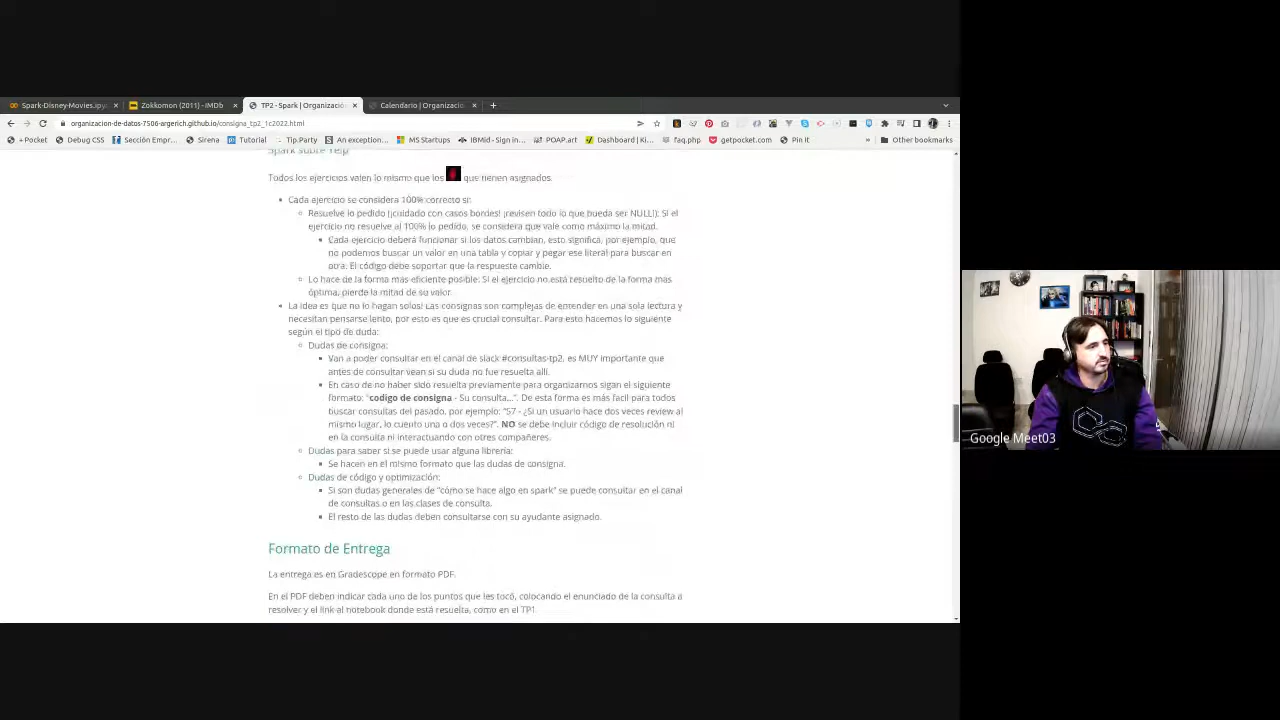 Spark-Disney-Movies.ipy
Zokkomon (2011) - IMDb
TP2 - Spark | Organizació
Calendario | Organizacio
organizacion-de-datos-7506-argerich.github.io/consigna_tp2_1c2022.html
+Pocket
Debug CSS
Sección Empr...
Sirena
Tutorial
Tip.Party
An exception...
MS Startups
IBMid - Sign in...
POAP.art
Dashboard | Ki...
faq.php
getpocket.com
Pin it
Other bookmarks
Spark sobre Yelp
Todos los ejercicios valen lo mismo que los que tienen asignados.
Cada ejercicio se considera 100% correcto si:
Resuelve lo pedido (¡cuidado con casos bordes! ¡revisen todo lo que pueda ser NULL!): Si el
ejercicio no resuelve al 100% lo pedido, se considera que vale como máximo la mitad.
Cada ejercicio deberá funcionar si los datos cambian, esto significa, por ejemplo, que
no podemos buscar un valor en una tabla y copiar y pegar ese literal para buscar en
otra. El código debe soportar que la respuesta cambie.
Lo hace de la forma mas eficiente posible: Si el ejercicio no está resuelto de la forma mas
óptima, pierde la mitad de su valor.
La idea es que no lo hagan solos! Las consignas son complejas de entender en una sola lectura y
necesitan pensarse lento, por esto es que es crucial consultar. Para esto hacemos lo siguiente
según el tipo de duda:
Dudas de consigna:
Van a poder consultar en el canal de slack #consultas-tp2, es MUY importante que
antes de consultar vean si su duda no fue resuelta allí.
En caso de no haber sido resuelta previamente para organizarnos sigan el siguiente
formato: "codigo de consigna - Su consulta...". De esta forma es más facil para todos
buscar consultas del pasado, por ejemplo: "S7 - ¿Si un usuario hace dos veces review al
mismo lugar, lo cuento una o dos veces?". NO se debe incluir código de resolución ni
en la consulta ni interactuando con otros compañeres.
Dudas para saber si se puede usar alguna librería:
Se hacen en el mismo formato que las dudas de consigna.
Dudas de código y optimización:
Si son dudas generales de "cómo se hace algo en spark" se puede consultar en el canal
de consultas o en las clases de consulta.
El resto de las dudas deben consultarse con su ayudante asignado.
Formato de Entrega
La entrega es en Gradescope en formato PDF.
En el PDF deben indicar cada uno de los puntos que les tocó, colocando el enunciado de la consulta a
resolver y el link al notebook donde está resuelta, como en el TP1.
Google Meet03